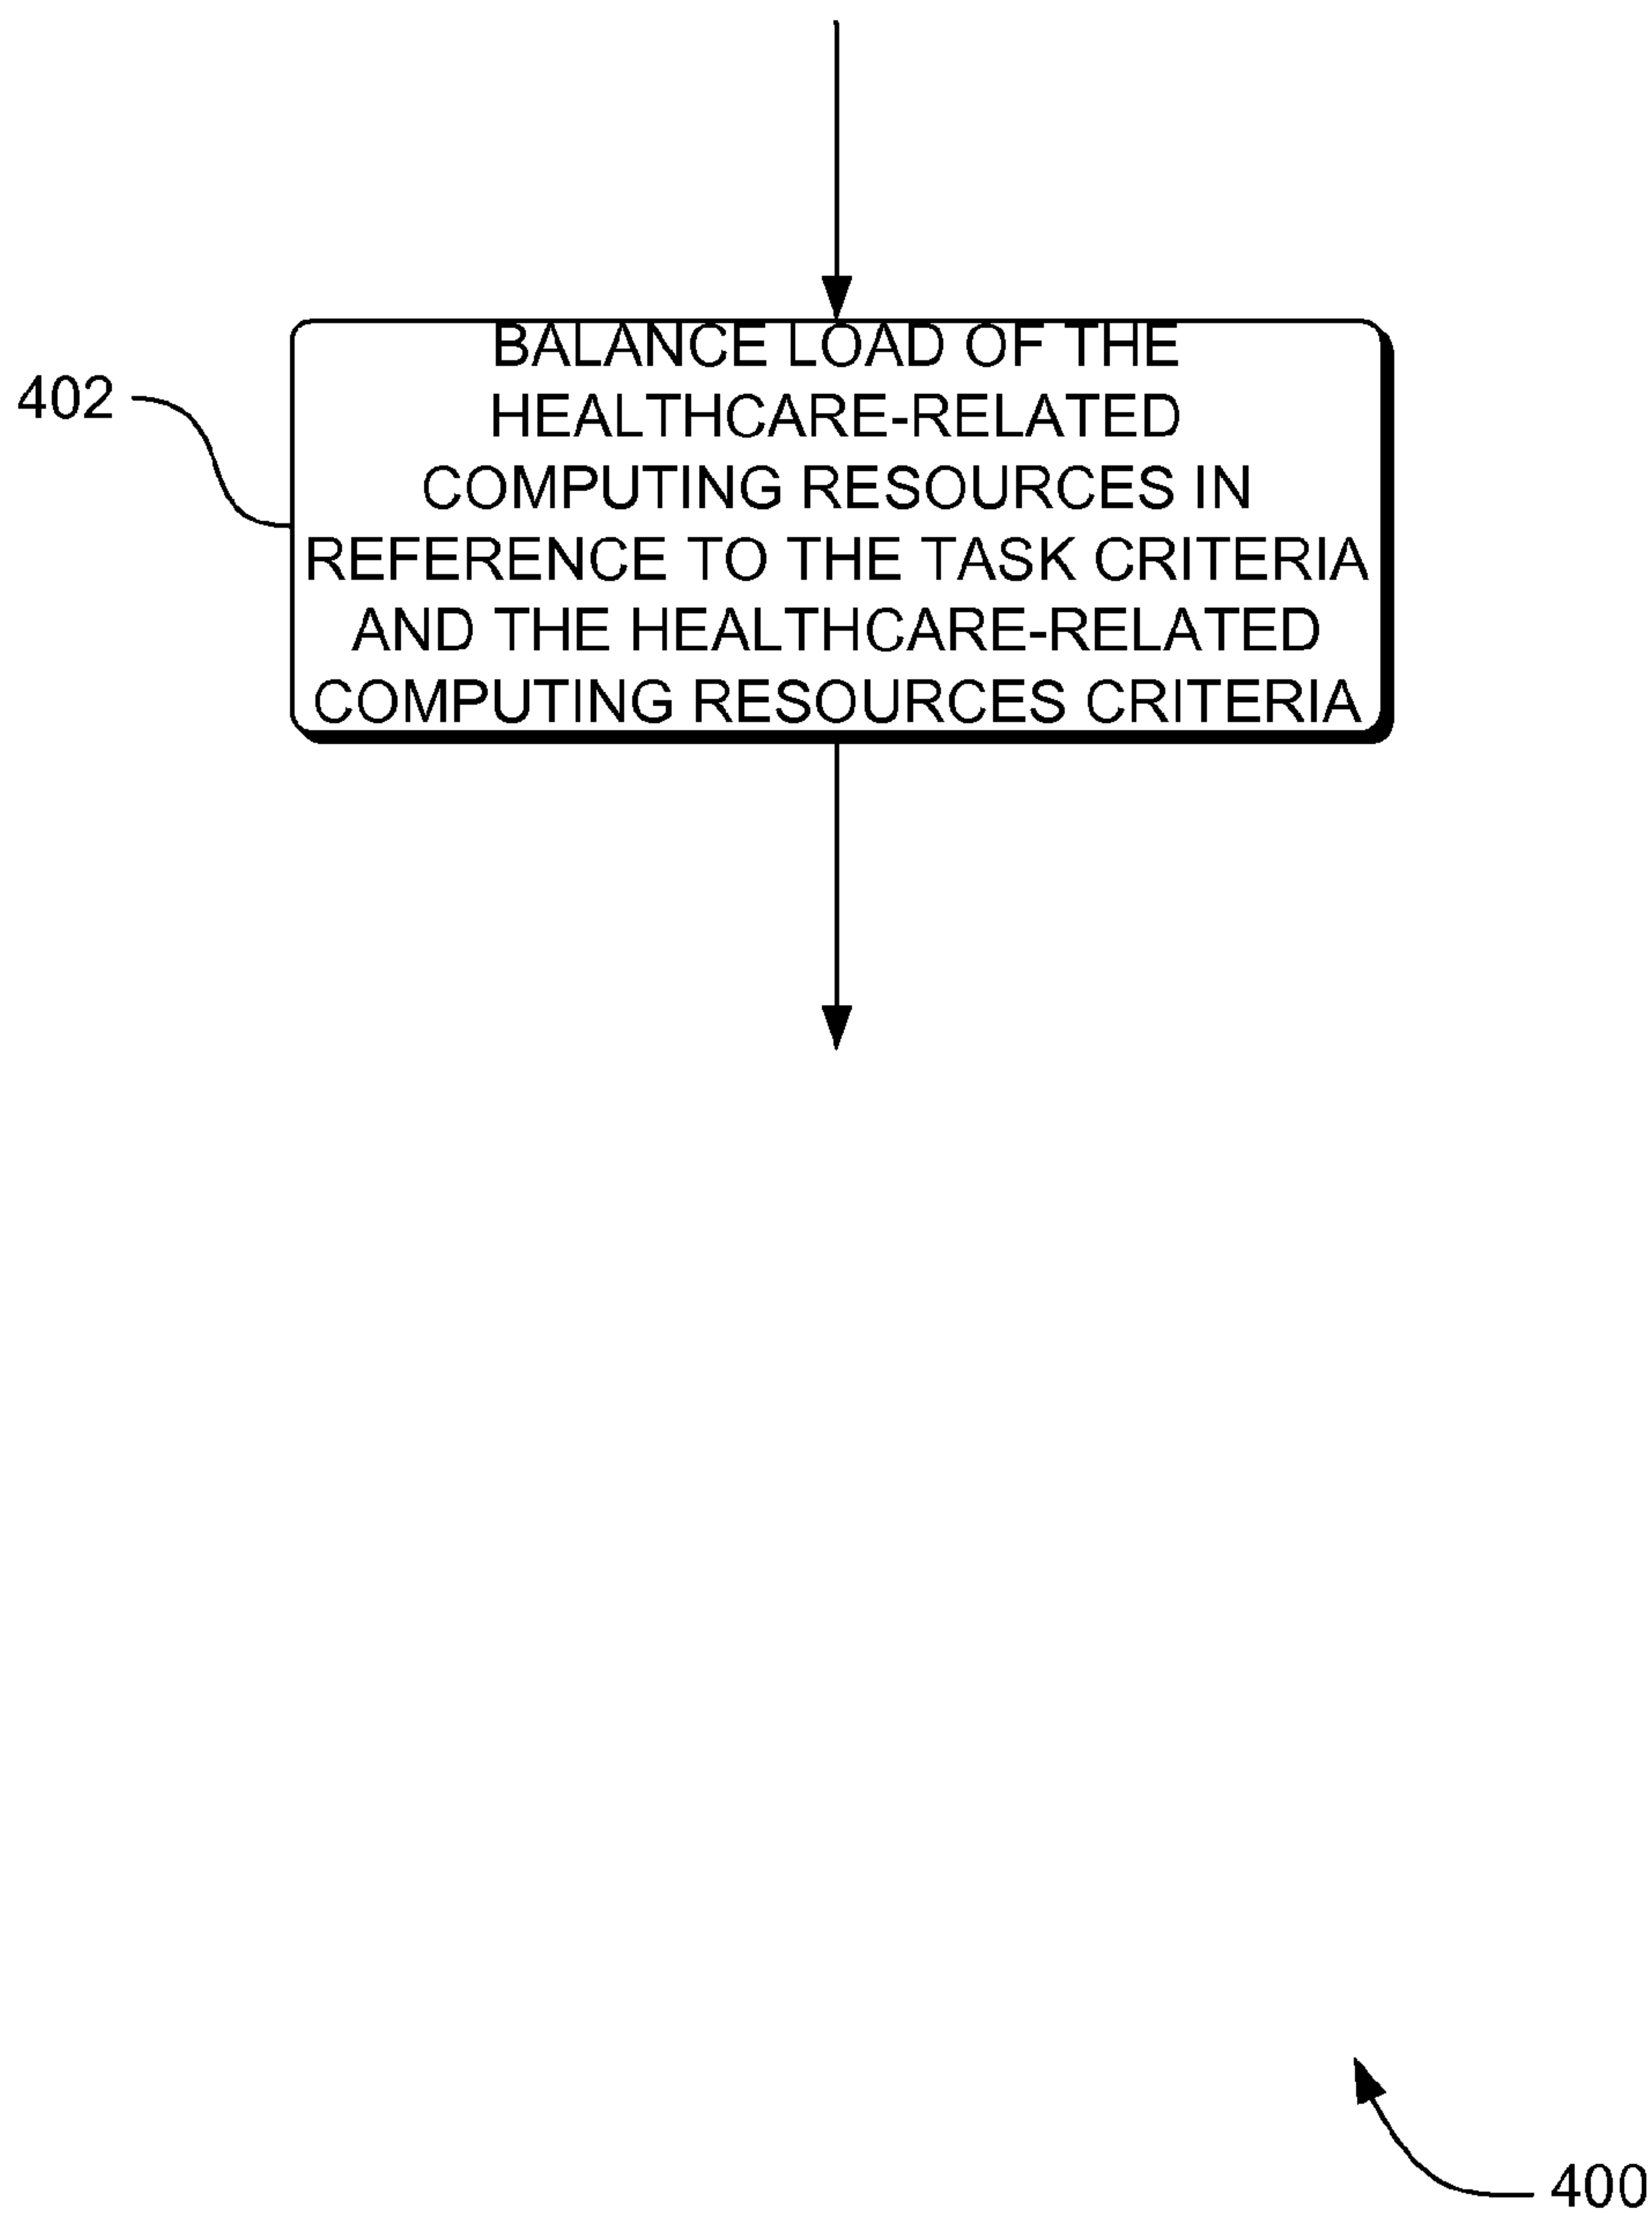 BALANCE LOAD OF THE
HEALTHCARE-RELATED
402
COMPUTING RESOURCES IN
REFERENCE TO THE TASK CRITERIA
AND THE HEALTHCARE-RELATED
COMPUTING RESOURCES CRITERIA
400